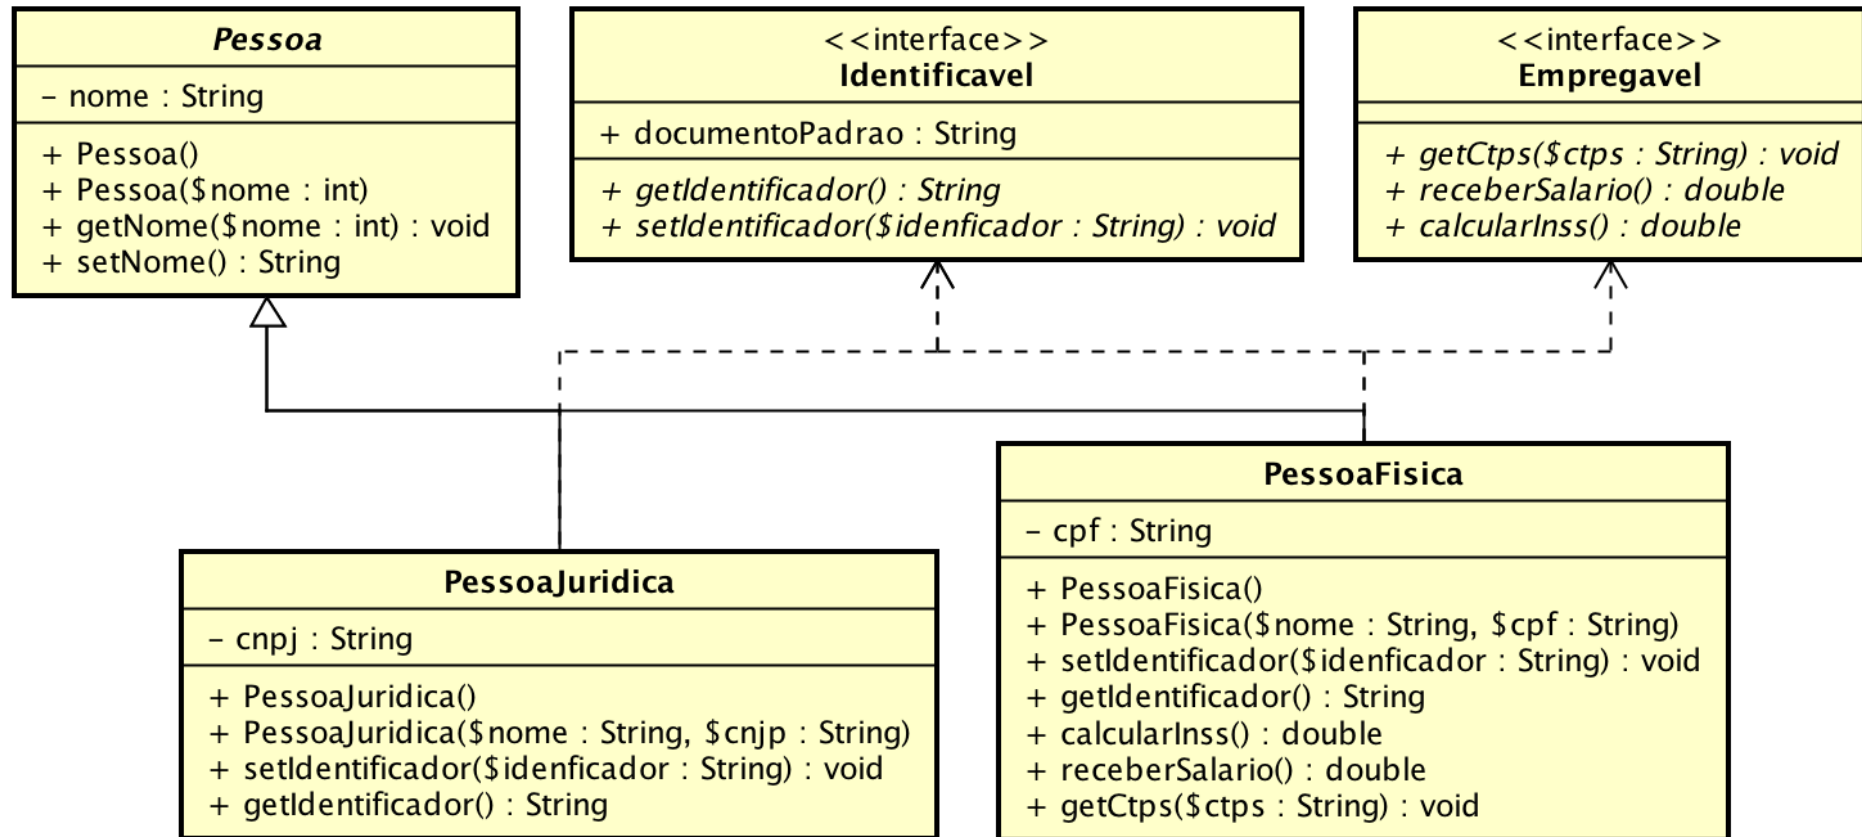 Pessoa
– nome : String
+ Pessoa()
+ Pessoa($nome : int)
+ getNome($nome : int) : void
+ setNome() : String
<<interface>>
Identificavel
+ documentoPadrao : String
+ getIdentificador() : String
+ setIdentificador($idenficador : String) : void
<<interface>>
Empregavel
+ getCtps($ctps : String) : void
+ receberSalario() : double
+ calcularInss() : double
PessoaJuridica
– cnpj : String
+ PessoaJuridica()
+ PessoaJuridica($nome : String, $cnjp : String)
+ setIdentificador($idenficador : String) : void
+ getIdentificador() : String
PessoaFisica
– cpf : String
+ PessoaFisica()
+ PessoaFisica($nome : String, $cpf : String)
+ setIdentificador($idenficador : String) : void
+ getIdentificador() : String
+ calcularInss() : double
+ receberSalario() : double
+ getCtps($ctps : String) : void